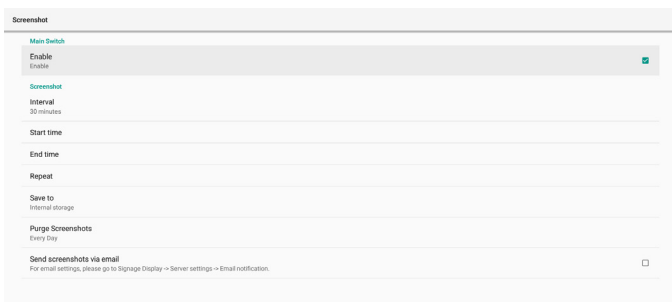 Screenshot
Main Switch
Enable
Enable
Screenshot
Interval
30 minutes
Start time
End time
Repeat
Save to
Internal storage
Purge Screenshots
Every Day
Send screenshots via email
For email settings, please go to Signage Display -> Server settings -> Email notification.